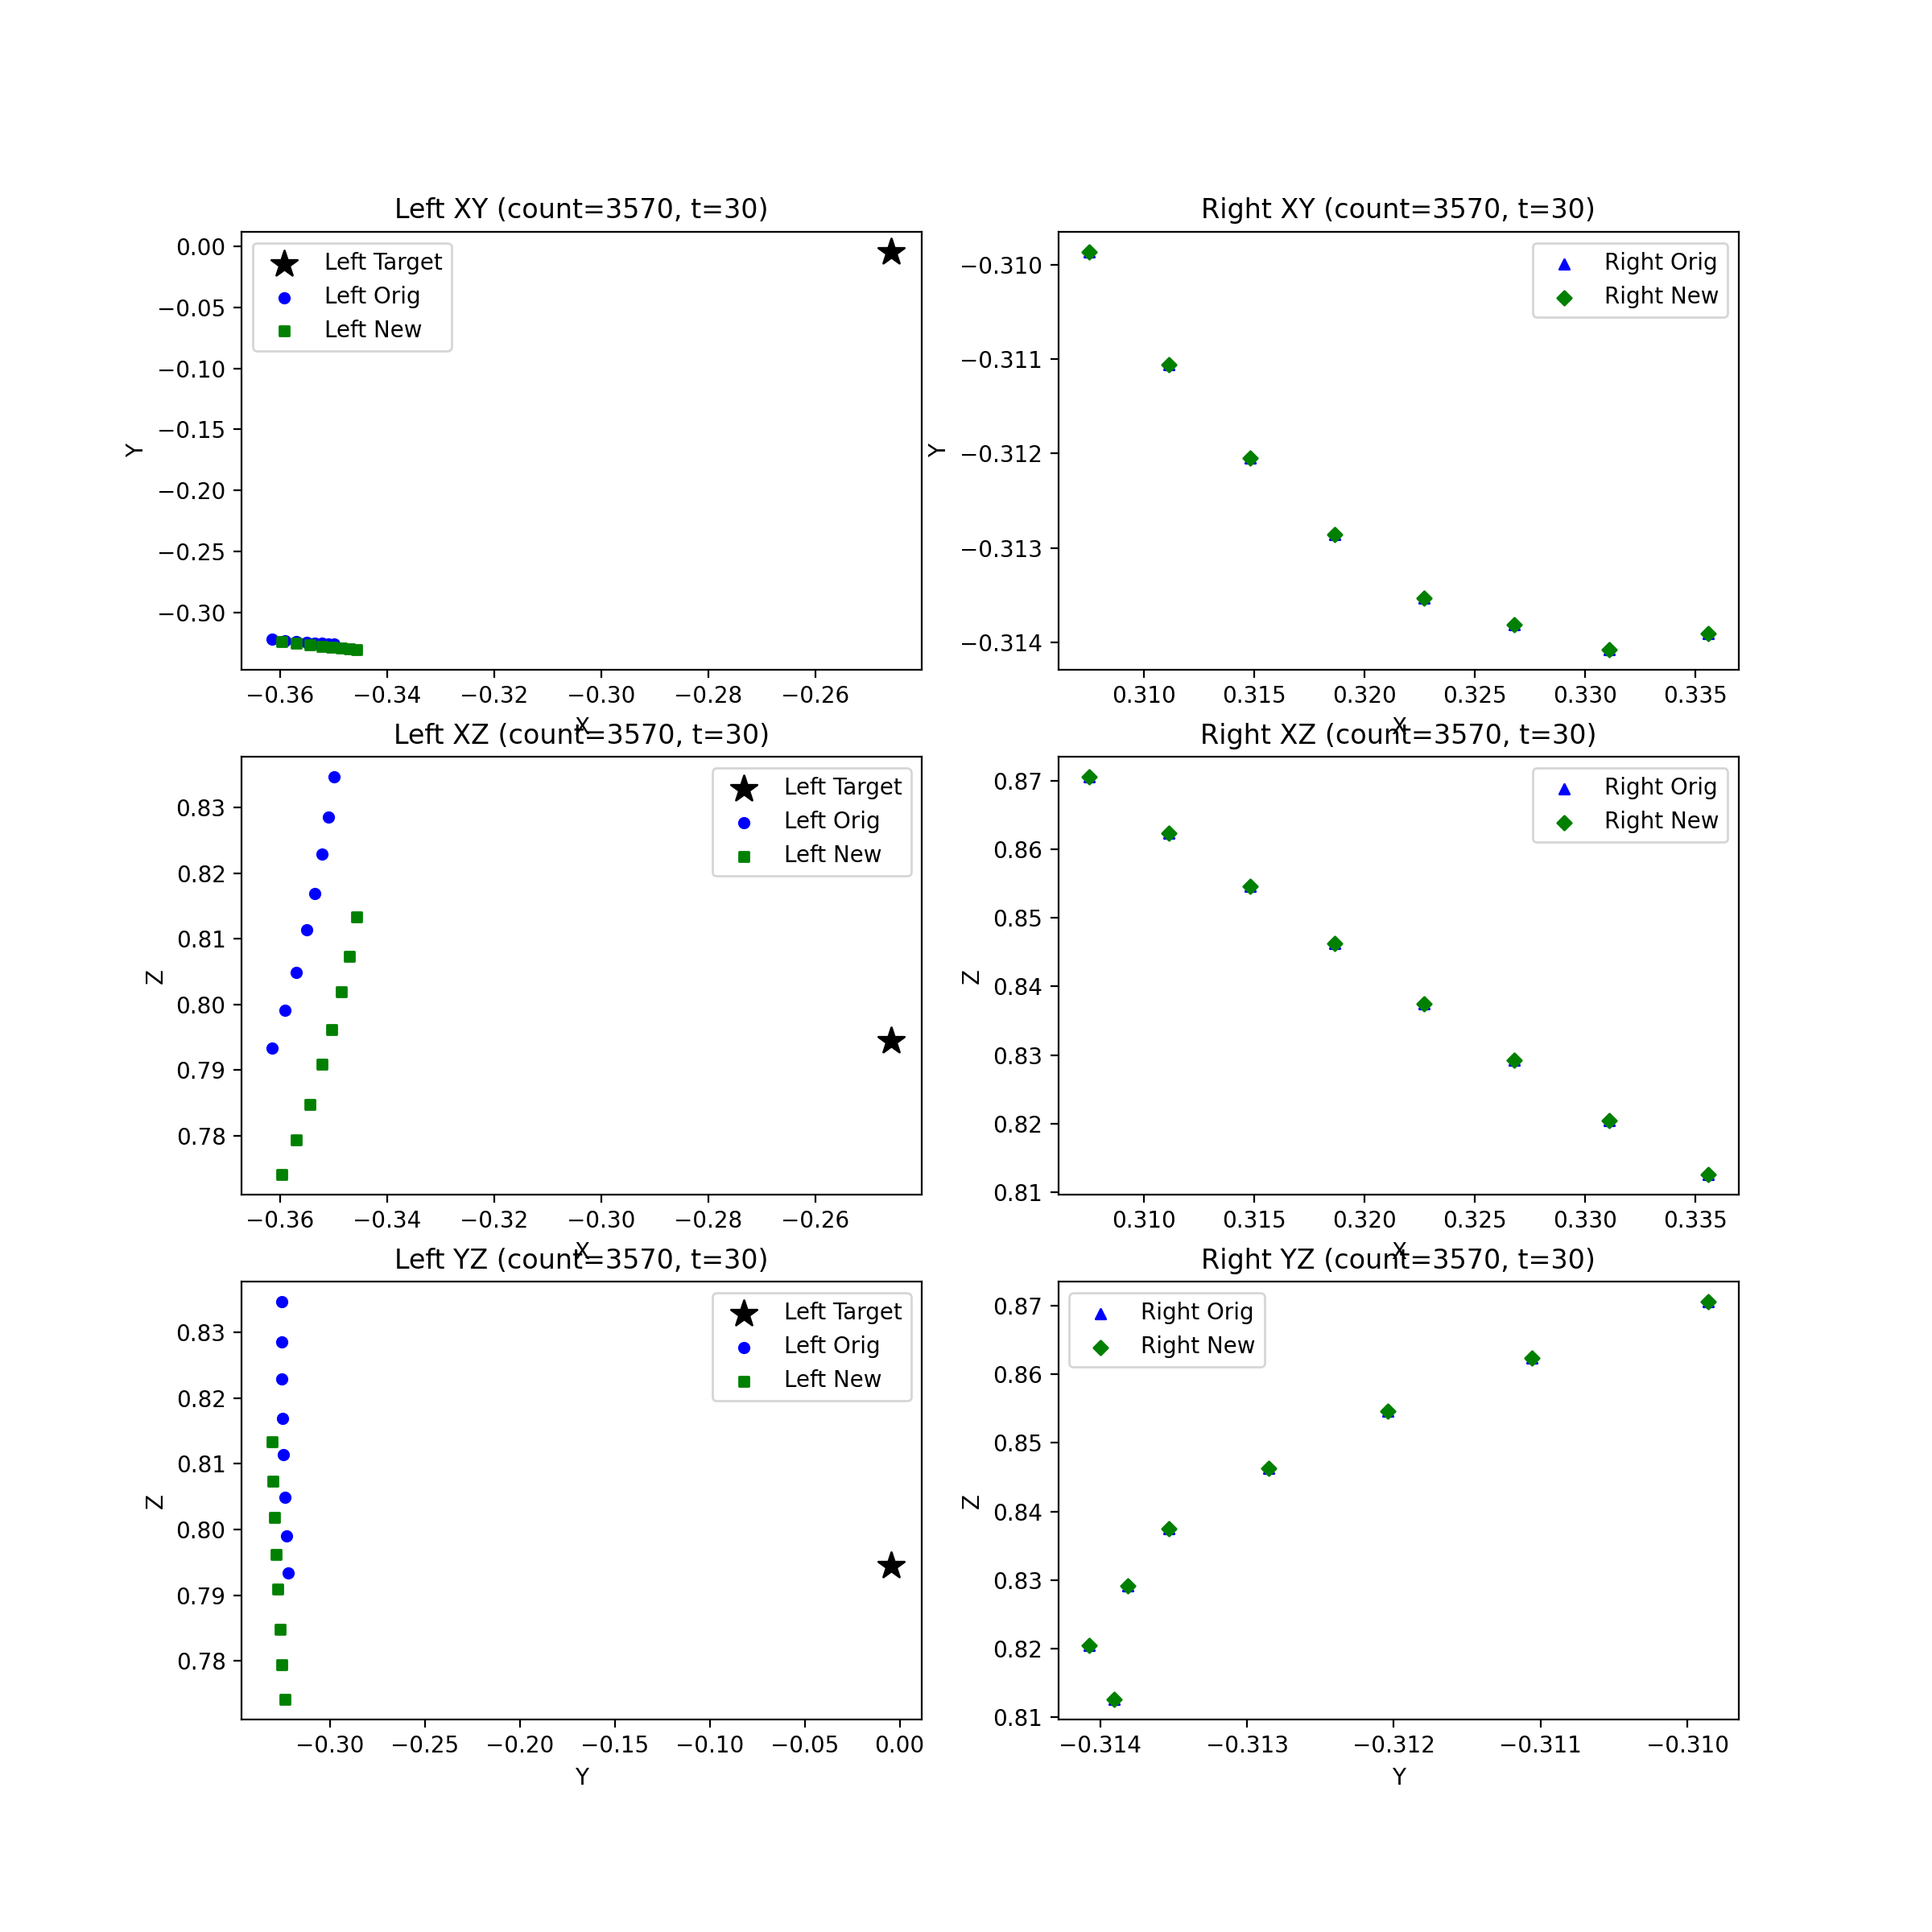 Left XY (count=3570, t=30)
Left Target
Left Orig
Left New
0.00
−0.05
−0.10
−0.15
−0.20
−0.25
−0.30
Y
−0.36 −0.34 −0.32 −0.30 −0.28 −0.26
X
Right XY (count=3570, t=30)
Right Orig
Right New
−0.310
−0.311
−0.312
−0.313
−0.314
Y
0.310 0.315 0.320 0.325 0.330 0.335
X
Left XZ (count=3570, t=30)
Left Target
Left Orig
Left New
0.83
0.82
0.81
0.80
0.79
0.78
Z
−0.36 −0.34 −0.32 −0.30 −0.28 −0.26
X
Right XZ (count=3570, t=30)
Right Orig
Right New
0.87
0.86
0.85
0.84
0.83
0.82
0.81
Z
0.310 0.315 0.320 0.325 0.330 0.335
X
Left YZ (count=3570, t=30)
Left Target
Left Orig
Left New
0.83
0.82
0.81
0.80
0.79
0.78
Z
−0.30 −0.25 −0.20 −0.15 −0.10 −0.05 0.00
Y
Right YZ (count=3570, t=30)
Right Orig
Right New
0.87
0.86
0.85
0.84
0.83
0.82
0.81
Z
−0.314 −0.313 −0.312 −0.311 −0.310
Y